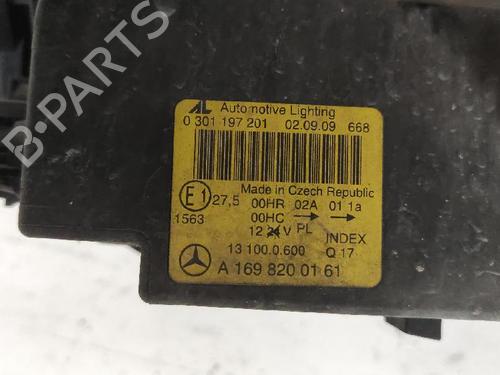 AL Automotive Lighting
0 301 197 201 02.09.09 668
Made in Czech Republic
E1 27,5 00HR 02A 01 1a
1563 00HC → →
12 24 V PL INDEX
13 100.0.600 Q 17
A 169 820 01 61
B-PARTS